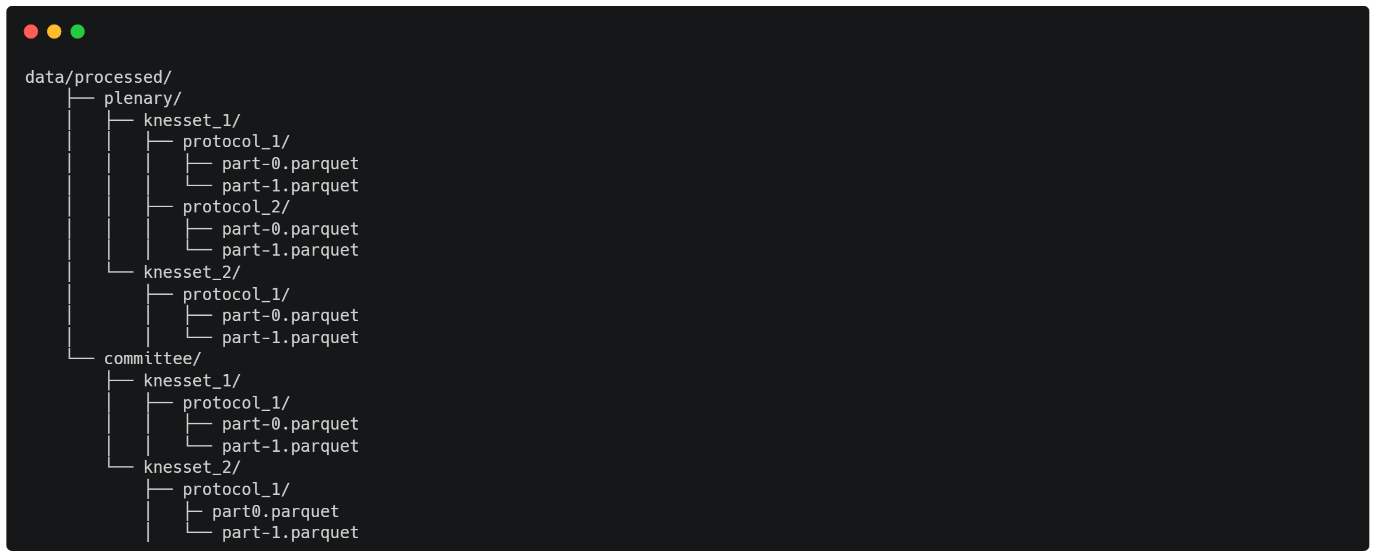 data/processed/
    ├── plenary/
    │   ├── knesset_1/
    │   │   ├── protocol_1/
    │   │   │   ├── part-0.parquet
    │   │   │   └── part-1.parquet
    │   │   ├── protocol_2/
    │   │   │   ├── part-0.parquet
    │   │   │   └── part-1.parquet
    │   └── knesset_2/
    │       ├── protocol_1/
    │       │   ├── part-0.parquet
    │       │   └── part-1.parquet
    └── committee/
        ├── knesset_1/
        │   ├── protocol_1/
        │   │   ├── part-0.parquet
        │   │   └── part-1.parquet
        └── knesset_2/
            ├── protocol_1/
            │   ├─ part0.parquet
            │   └── part-1.parquet